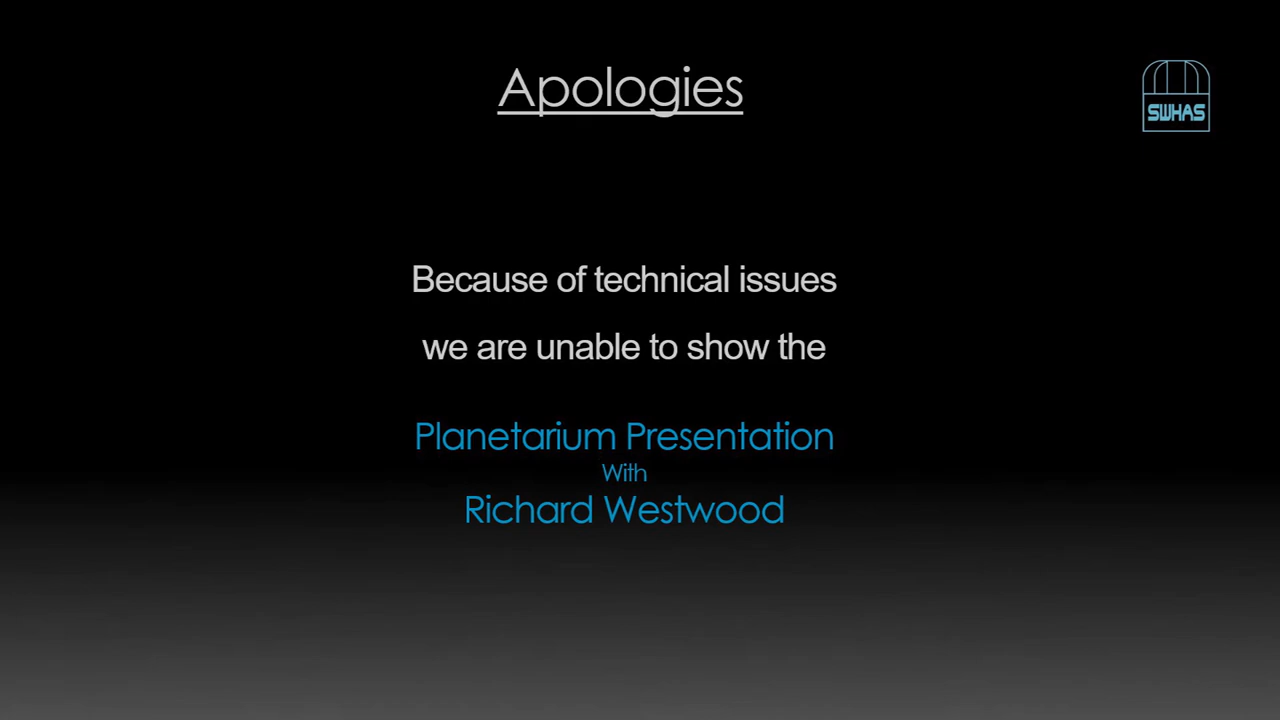 Apologies
SWHAS
Because of technical issues
we are unable to show the
Planetarium Presentation
With
Richard Westwood